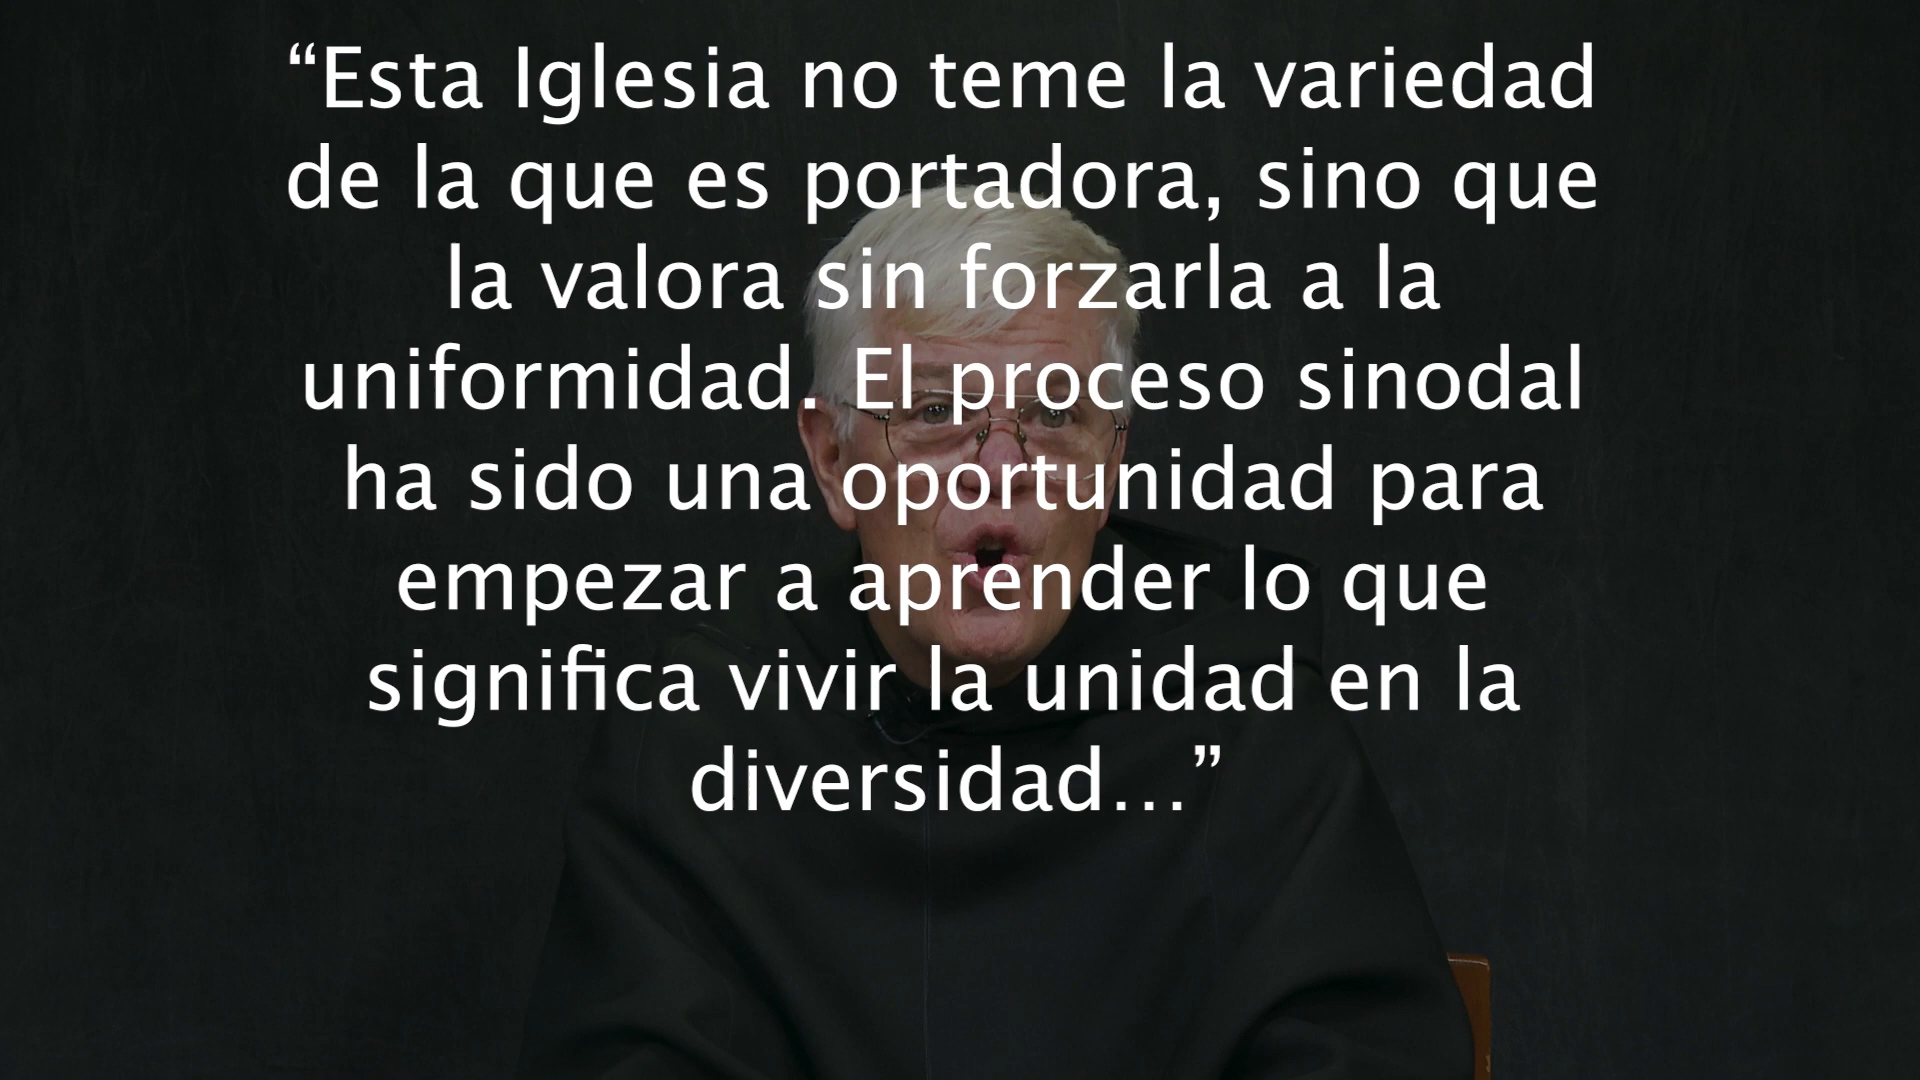 “Esta Iglesia no teme la variedad
de la que es portadora, sino que
la valora sin forzarla a la
uniformidad. El proceso sinodal
ha sido una oportunidad para
empezar a aprender lo que
significa vivir la unidad en la
diversidad...”